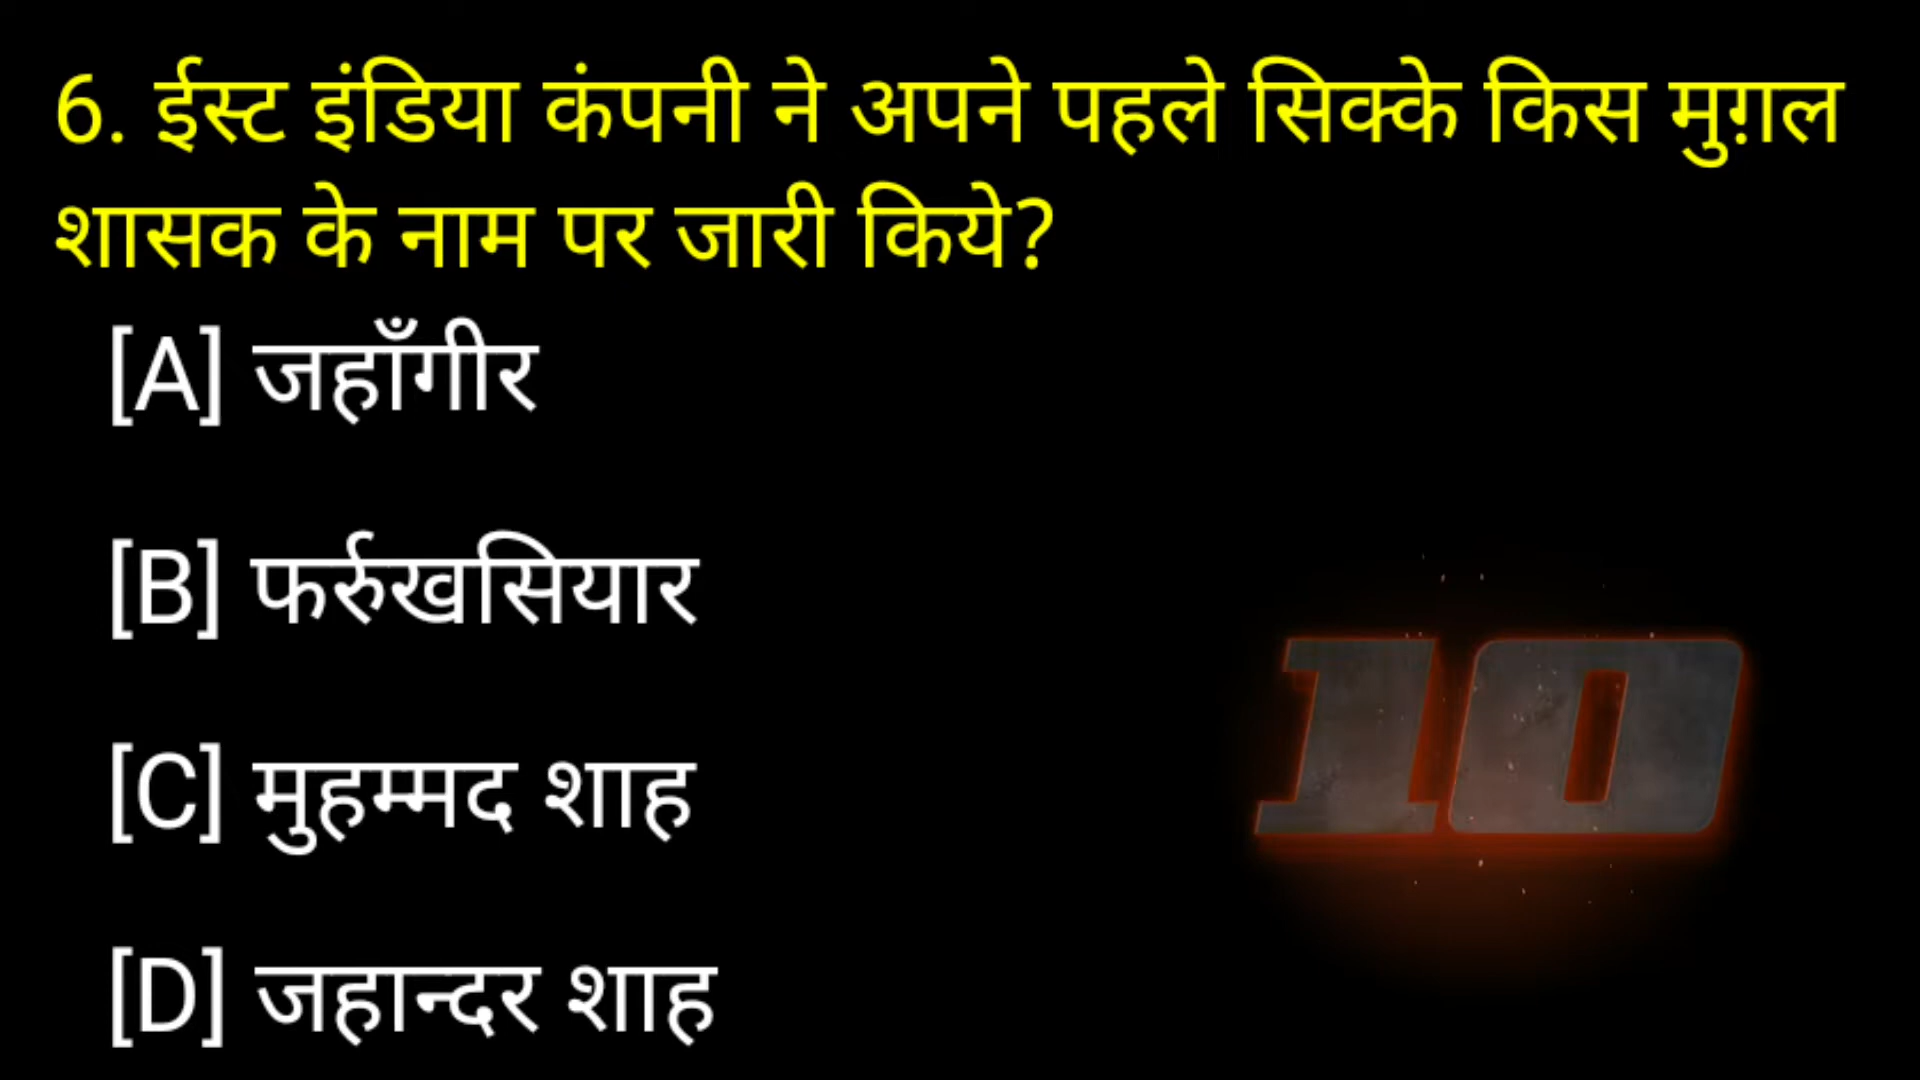 6. ईस्ट इंडिया कंपनी ने अपने पहले सिक्के किस मुग़ल
शासक के नाम पर जारी किये?
[A] जहाँगीर
[B] फर्रुखसियार
[C] मुहम्मद शाह
[D] जहान्दर शाह
10